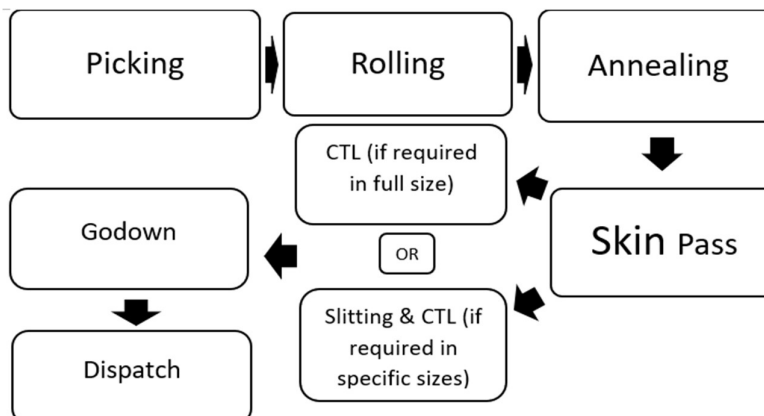 Picking
Rolling
Annealing
CTL (if required
in full size)
Skin Pass
OR
Slitting & CTL (if
required in
specific sizes)
Godown
Dispatch